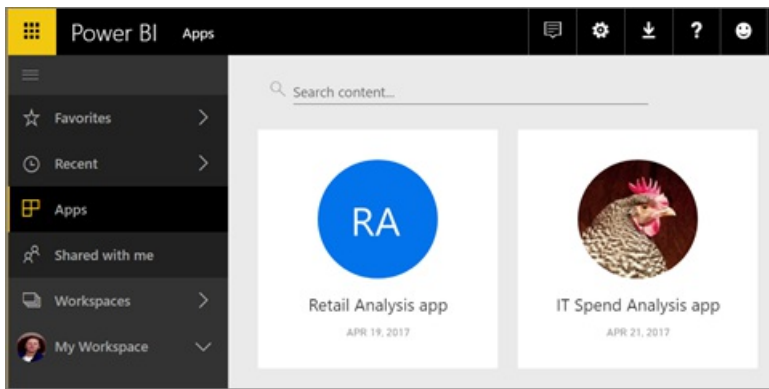 Power BI Apps
?
Search content...
Favorites
Recent
Apps
Shared with me
Workspaces
My Workspace
RA
Retail Analysis app
APR 19, 2017
IT Spend Analysis app
APR 21, 2017